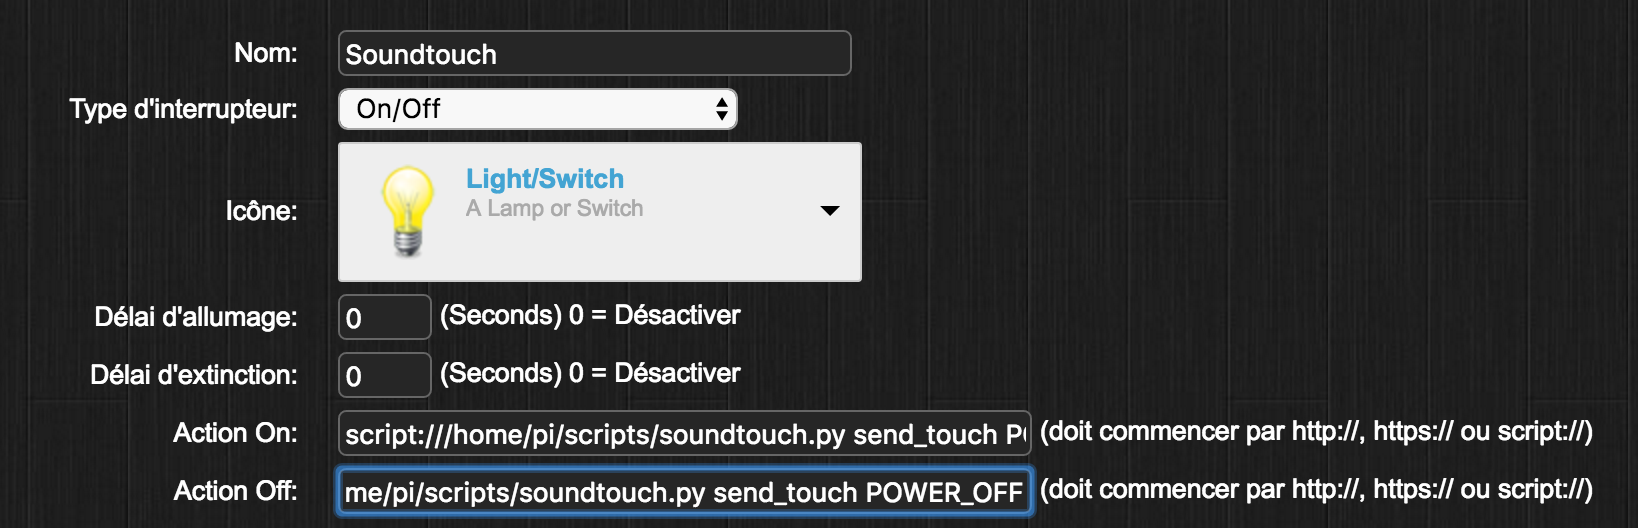 Nom: Soundtouch
Type d'interrupteur: On/Off
Icône: Light/Switch
A Lamp or Switch
Délai d'allumage: 0 (Seconds) 0 = Désactiver
Délai d'extinction: 0 (Seconds) 0 = Désactiver
Action On: script:///home/pi/scripts/soundtouch.py send_touch (doit commencer par http://, https:// ou script://)
Action Off: me/pi/scripts/soundtouch.py send_touch POWER_OFF (doit commencer par http://, https:// ou script://)